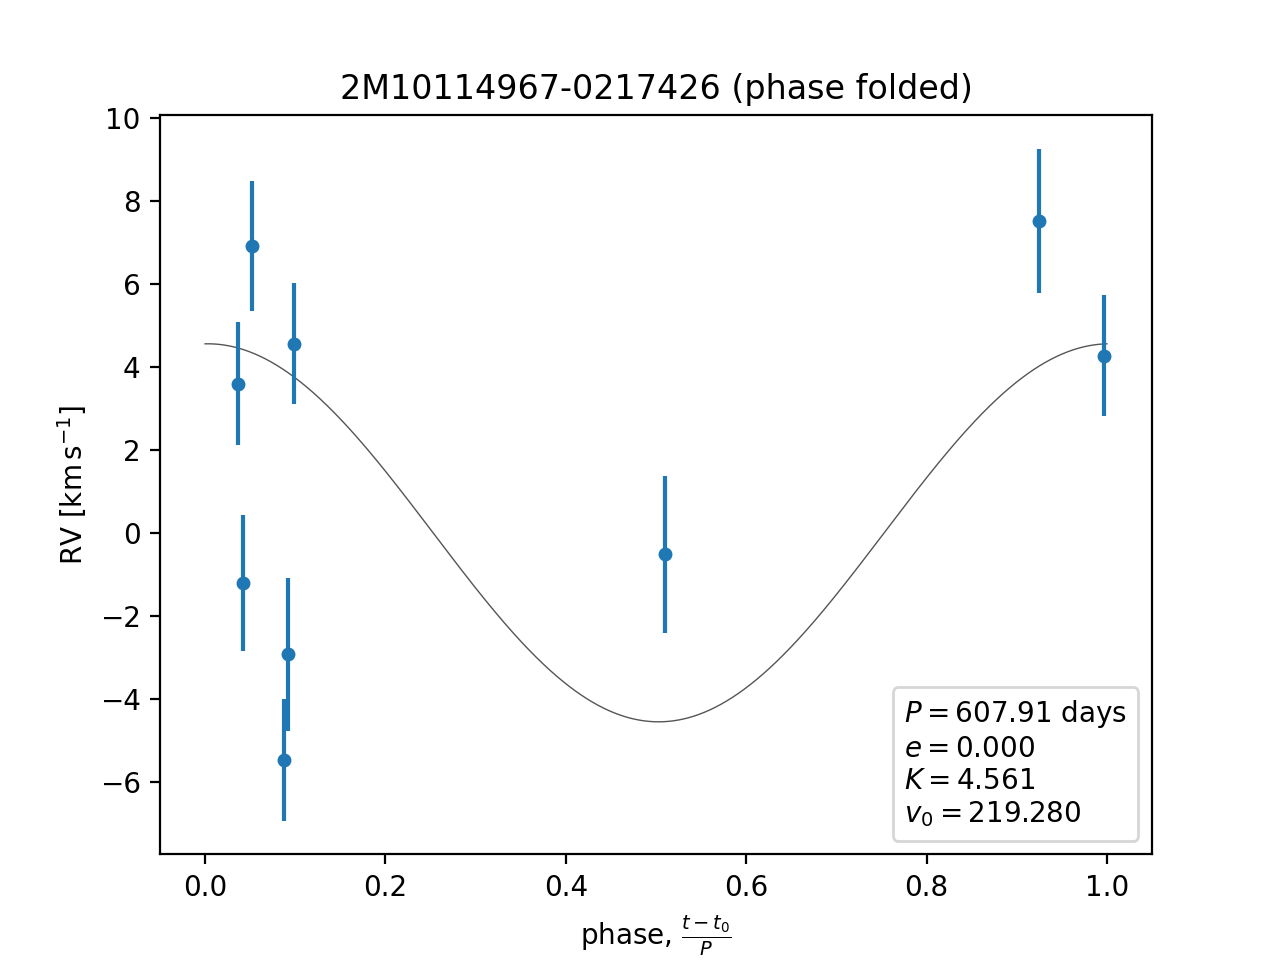 2M10114967-0217426 (phase folded)
10
8
6
4
2
0
−2
−4
−6
RV [km s⁻¹]
P = 607.91 days
e = 0.000
K = 4.561
v₀ = 219.280
0.0 0.2 0.4 0.6 0.8 1.0
phase, (t − t₀)/P